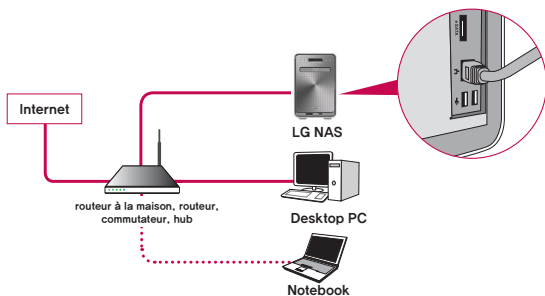 Internet
LG NAS
routeur à la maison, routeur,
commutateur, hub
Desktop PC
Notebook